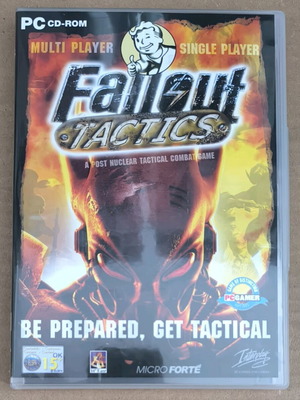 PC CD-ROM
MULTI PLAYER
SINGLE PLAYER
Fallout
TACTICS
A POST NUCLEAR TACTICAL COMBAT GAME
PC GAMER
BE PREPARED, GET TACTICAL
15
DK
MICRO FORTÉ
Interplay